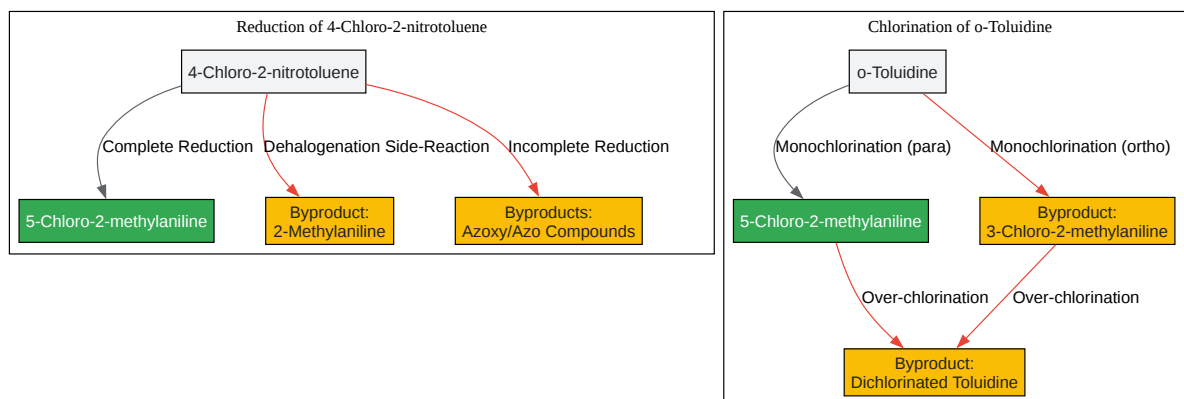 Reduction of 4-Chloro-2-nitrotoluene
4-Chloro-2-nitrotoluene
Complete Reduction
Dehalogenation Side-Reaction
Incomplete Reduction
5-Chloro-2-methylaniline
Byproduct:
2-Methylaniline
Byproducts:
Azoxy/Azo Compounds
Chlorination of o-Toluidine
o-Toluidine
Monochlorination (para)
Monochlorination (ortho)
5-Chloro-2-methylaniline
Byproduct:
3-Chloro-2-methylaniline
Over-chlorination
Over-chlorination
Byproduct:
Dichlorinated Toluidine